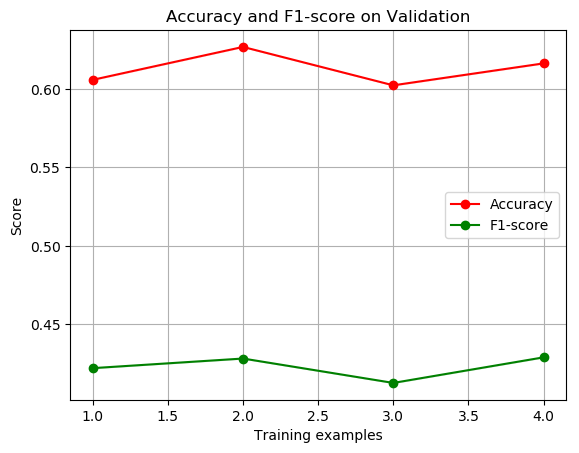 Accuracy and F1-score on Validation
Score
0.60
0.55
0.50
0.45
Accuracy
F1-score
1.0 1.5 2.0 2.5 3.0 3.5 4.0
Training examples